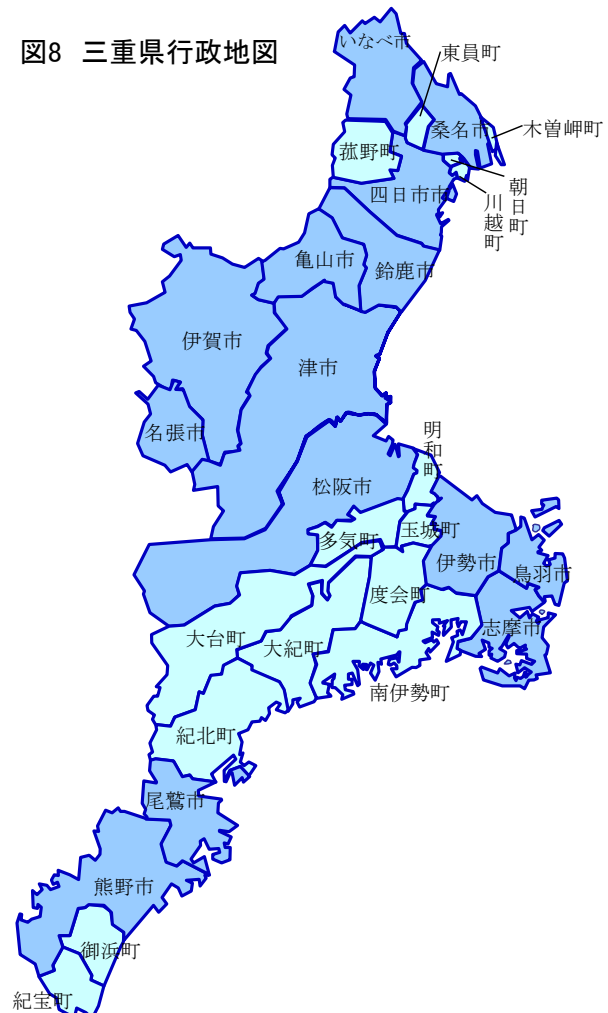 図8 三重県行政地図
いなべ市
東員町
桑名市
木曽岬町
菰野町
朝日町
四日市市
川越町
亀山市
鈴鹿市
伊賀市
津市
名張市
明和町
松阪市
多気町
玉城町
伊勢市
鳥羽市
度会町
志摩市
大台町
大紀町
南伊勢町
紀北町
尾鷲市
熊野市
御浜町
紀宝町